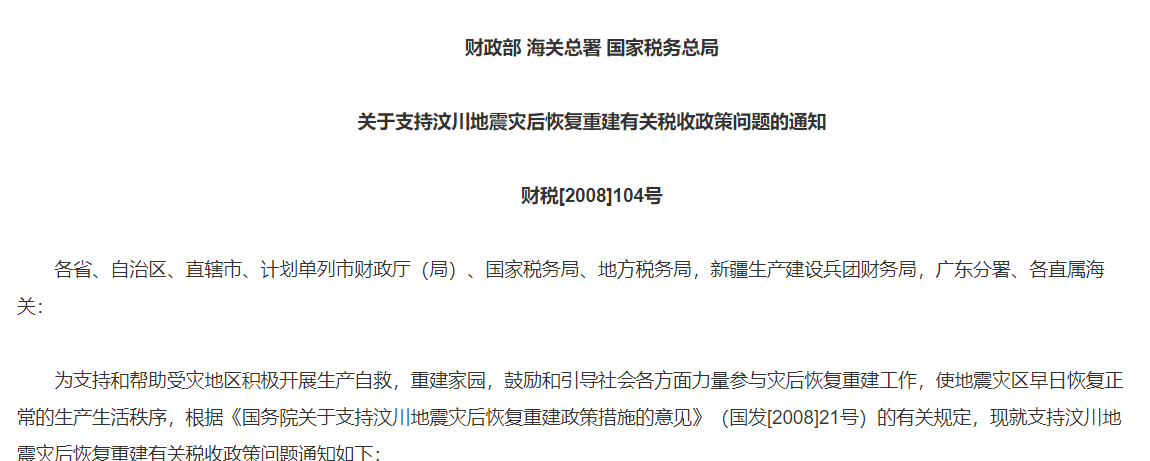 财政部 海关总署 国家税务总局
关于支持汶川地震灾后恢复重建有关税收政策问题的通知
财税[2008]104号
各省、自治区、直辖市、计划单列市财政厅（局）、国家税务局、地方税务局，新疆生产建设兵团财务局，广东分署、各直属海
关：
为支持和帮助受灾地区积极开展生产自救，重建家园，鼓励和引导社会各方面力量参与灾后恢复重建工作，使地震灾区早日恢复正
常的生产生活秩序，根据《国务院关于支持汶川地震灾后恢复重建政策措施的意见》（国发[2008]21号）的有关规定，现就支持汶川地
震灾后恢复重建有关税收政策问题通知如下：